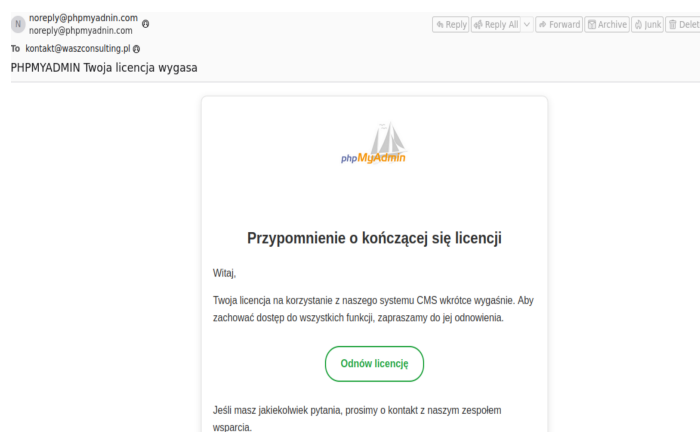 N
noreply@phpmyadnin.com
noreply@phpmyadnin.com
Reply Reply All Forward Archive Junk Delet
To kontakt@waszconsulting.pl
PHPMYADMIN Twoja licencja wygasa
phpMyAdmin
Przypomnienie o kończącej się licencji
Witaj,
Twoja licencja na korzystanie z naszego systemu CMS wkrótce wygaśnie. Aby
zachować dostęp do wszystkich funkcji, zapraszamy do jej odnowienia.
Odnów licencję
Jeśli masz jakiekolwiek pytania, prosimy o kontakt z naszym zespołem
wsparcia.